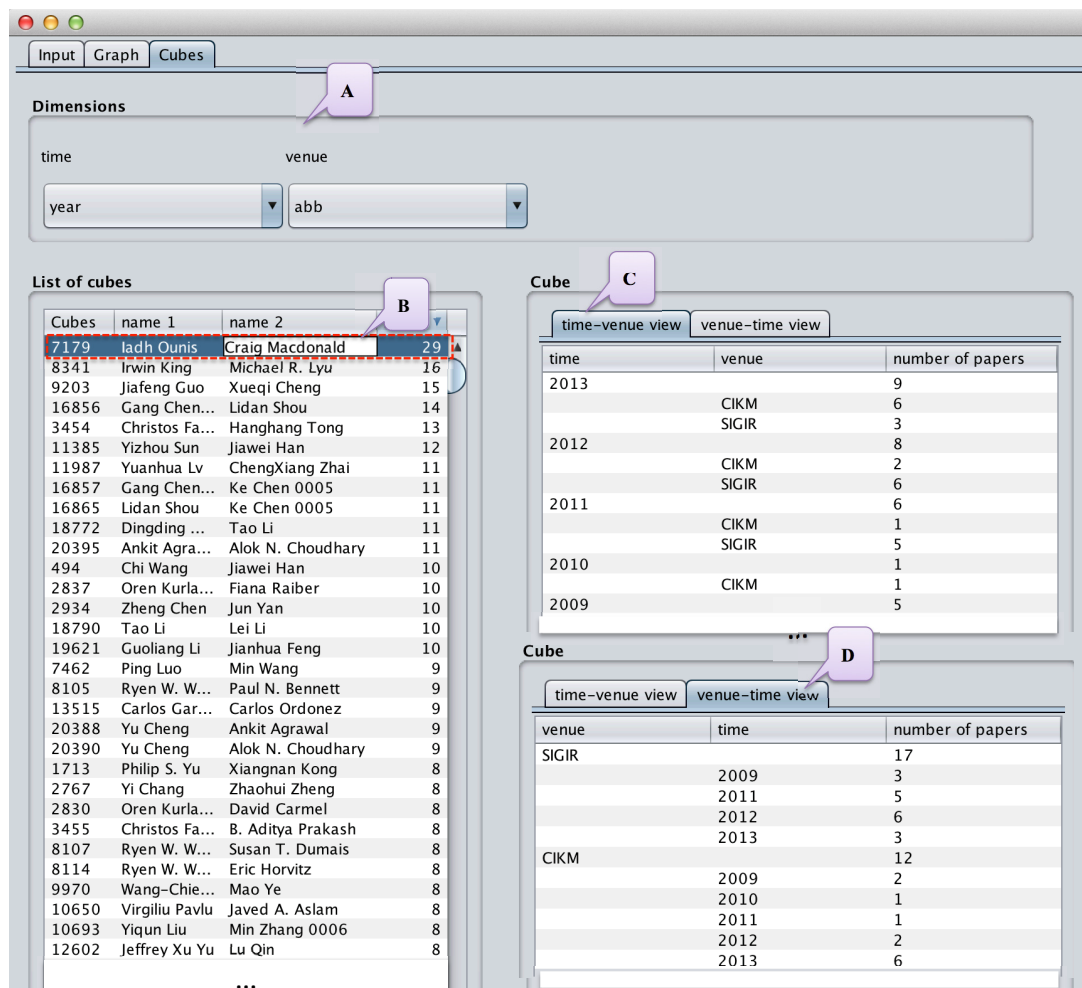 Input Graph Cubes
A
Dimensions
time venue
year abb
List of cubes
B
Cubes name 1 name 2
7179 Iadh Ounis Craig Macdonald 29
8341 Irwin King Michael R. Lyu 16
9203 Jiafeng Guo Xueqi Cheng 15
16856 Gang Chen... Lidan Shou 14
3454 Christos Fa... Hanghang Tong 13
11385 Yizhou Sun Jiawei Han 12
11987 Yuanhua Lv ChengXiang Zhai 11
16857 Gang Chen... Ke Chen 0005 11
16865 Lidan Shou Ke Chen 0005 11
18772 Dingding ... Tao Li 11
20395 Ankit Agra... Alok N. Choudhary 11
494 Chi Wang Jiawei Han 10
2837 Oren Kurla... Fiana Raiber 10
2934 Zheng Chen Jun Yan 10
18790 Tao Li Lei Li 10
19621 Guoliang Li Jianhua Feng 10
7462 Ping Luo Min Wang 9
8105 Ryen W. W... Paul N. Bennett 9
13515 Carlos Gar... Carlos Ordonez 9
20388 Yu Cheng Ankit Agrawal 9
20390 Yu Cheng Alok N. Choudhary 9
1713 Philip S. Yu Xiangnan Kong 8
2767 Yi Chang Zhaohui Zheng 8
2830 Oren Kurla... David Carmel 8
3455 Christos Fa... B. Aditya Prakash 8
8107 Ryen W. W... Susan T. Dumais 8
8114 Ryen W. W... Eric Horvitz 8
9970 Wang-Chie... Mao Ye 8
10650 Virgiliu Pavlu Javed A. Aslam 8
10693 Yiqun Liu Min Zhang 0006 8
12602 Jeffrey Xu Yu Lu Qin 8
...
Cube
C
time-venue view venue-time view
time venue number of papers
2013 9
CIKM 6
SIGIR 3
2012 8
CIKM 2
SIGIR 6
2011 6
CIKM 1
SIGIR 5
2010 1
CIKM 1
2009 5
...
Cube
D
time-venue view venue-time view
venue time number of papers
SIGIR 17
2009 3
2011 5
2012 6
2013 3
CIKM 12
2009 2
2010 1
2011 1
2012 2
2013 6